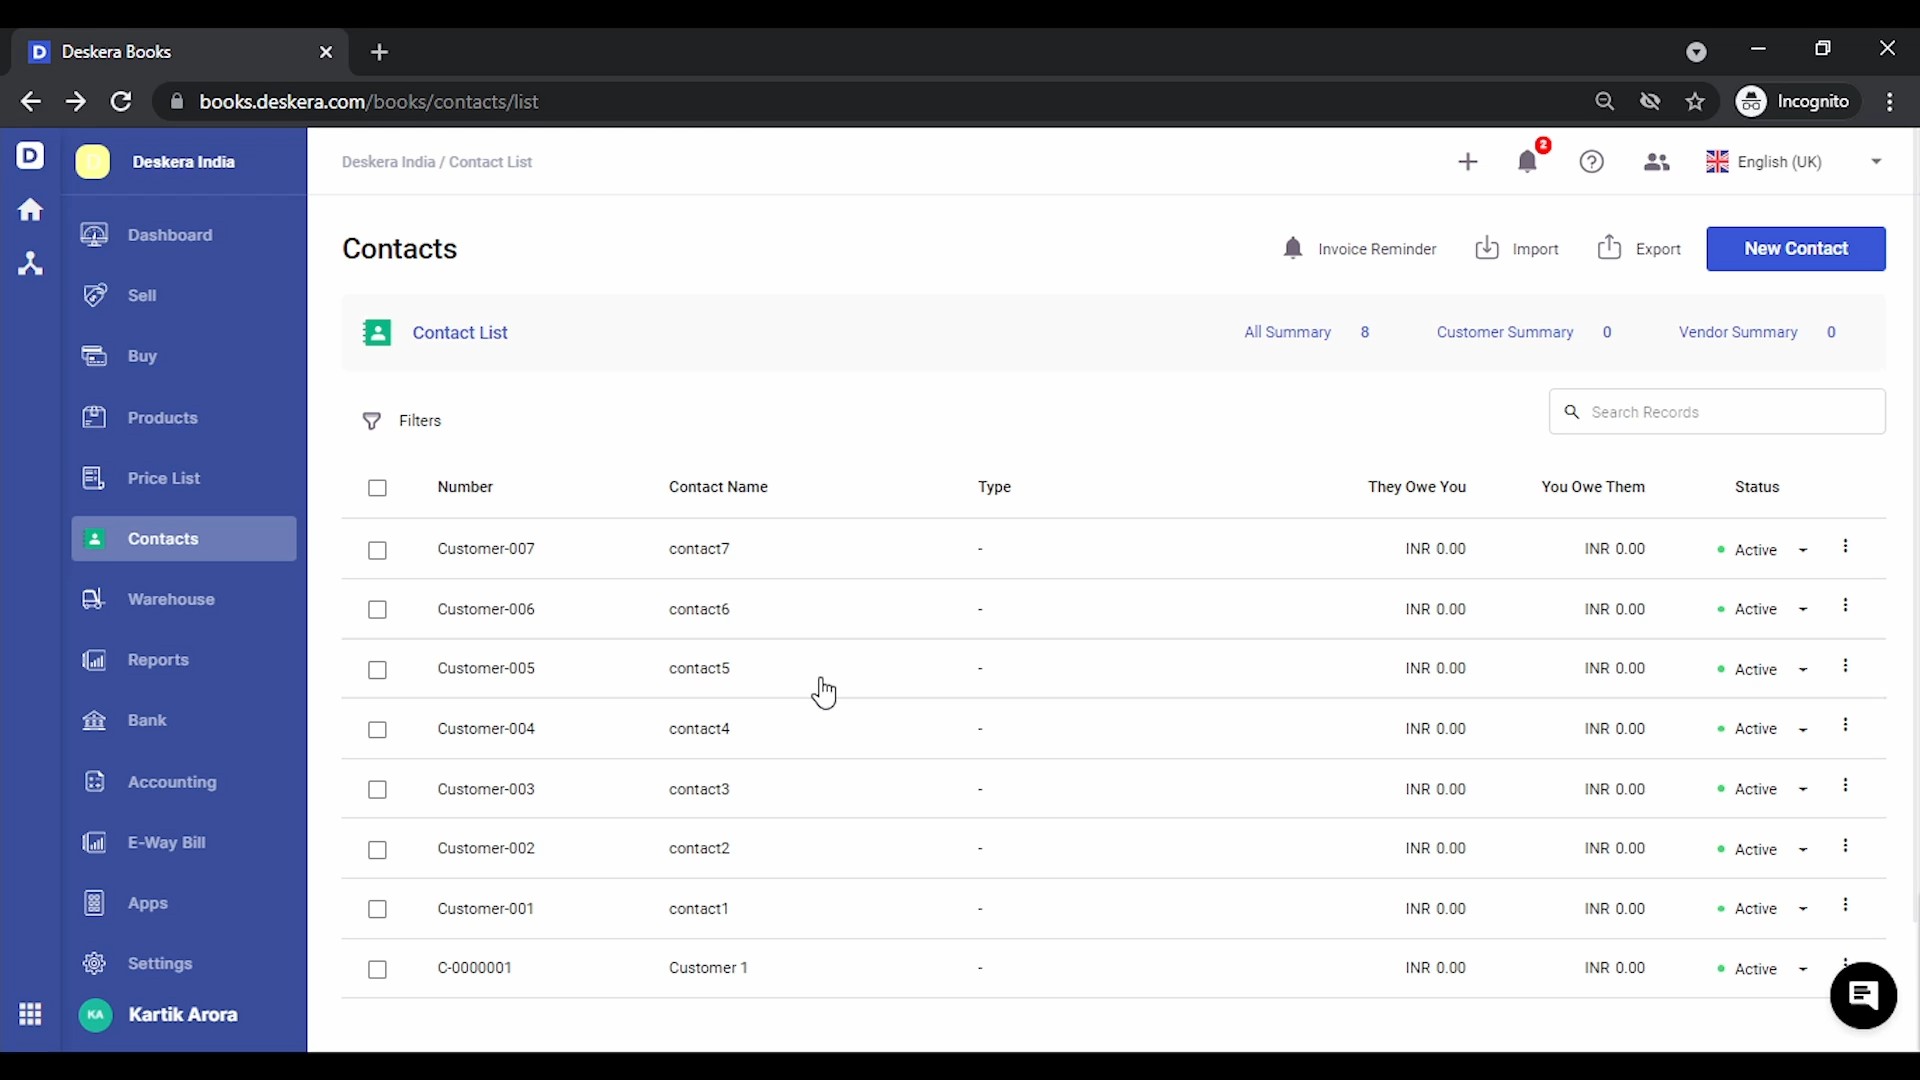 D Deskera Books
books.deskera.com/books/contacts/list
Incognito
D
D Deskera India
Deskera India / Contact List
2
English (UK)
Dashboard
Sell
Buy
Products
Price List
Contacts
Warehouse
Reports
Bank
Accounting
E-Way Bill
Apps
Settings
KA Kartik Arora
Contacts
Invoice Reminder Import Export New Contact
Contact List All Summary 8 Customer Summary 0 Vendor Summary 0
Filters
Search Records
Number Contact Name Type They Owe You You Owe Them Status
Customer-007 contact7 - INR 0.00 INR 0.00 Active
Customer-006 contact6 - INR 0.00 INR 0.00 Active
Customer-005 contact5 - INR 0.00 INR 0.00 Active
Customer-004 contact4 - INR 0.00 INR 0.00 Active
Customer-003 contact3 - INR 0.00 INR 0.00 Active
Customer-002 contact2 - INR 0.00 INR 0.00 Active
Customer-001 contact1 - INR 0.00 INR 0.00 Active
C-0000001 Customer 1 - INR 0.00 INR 0.00 Active